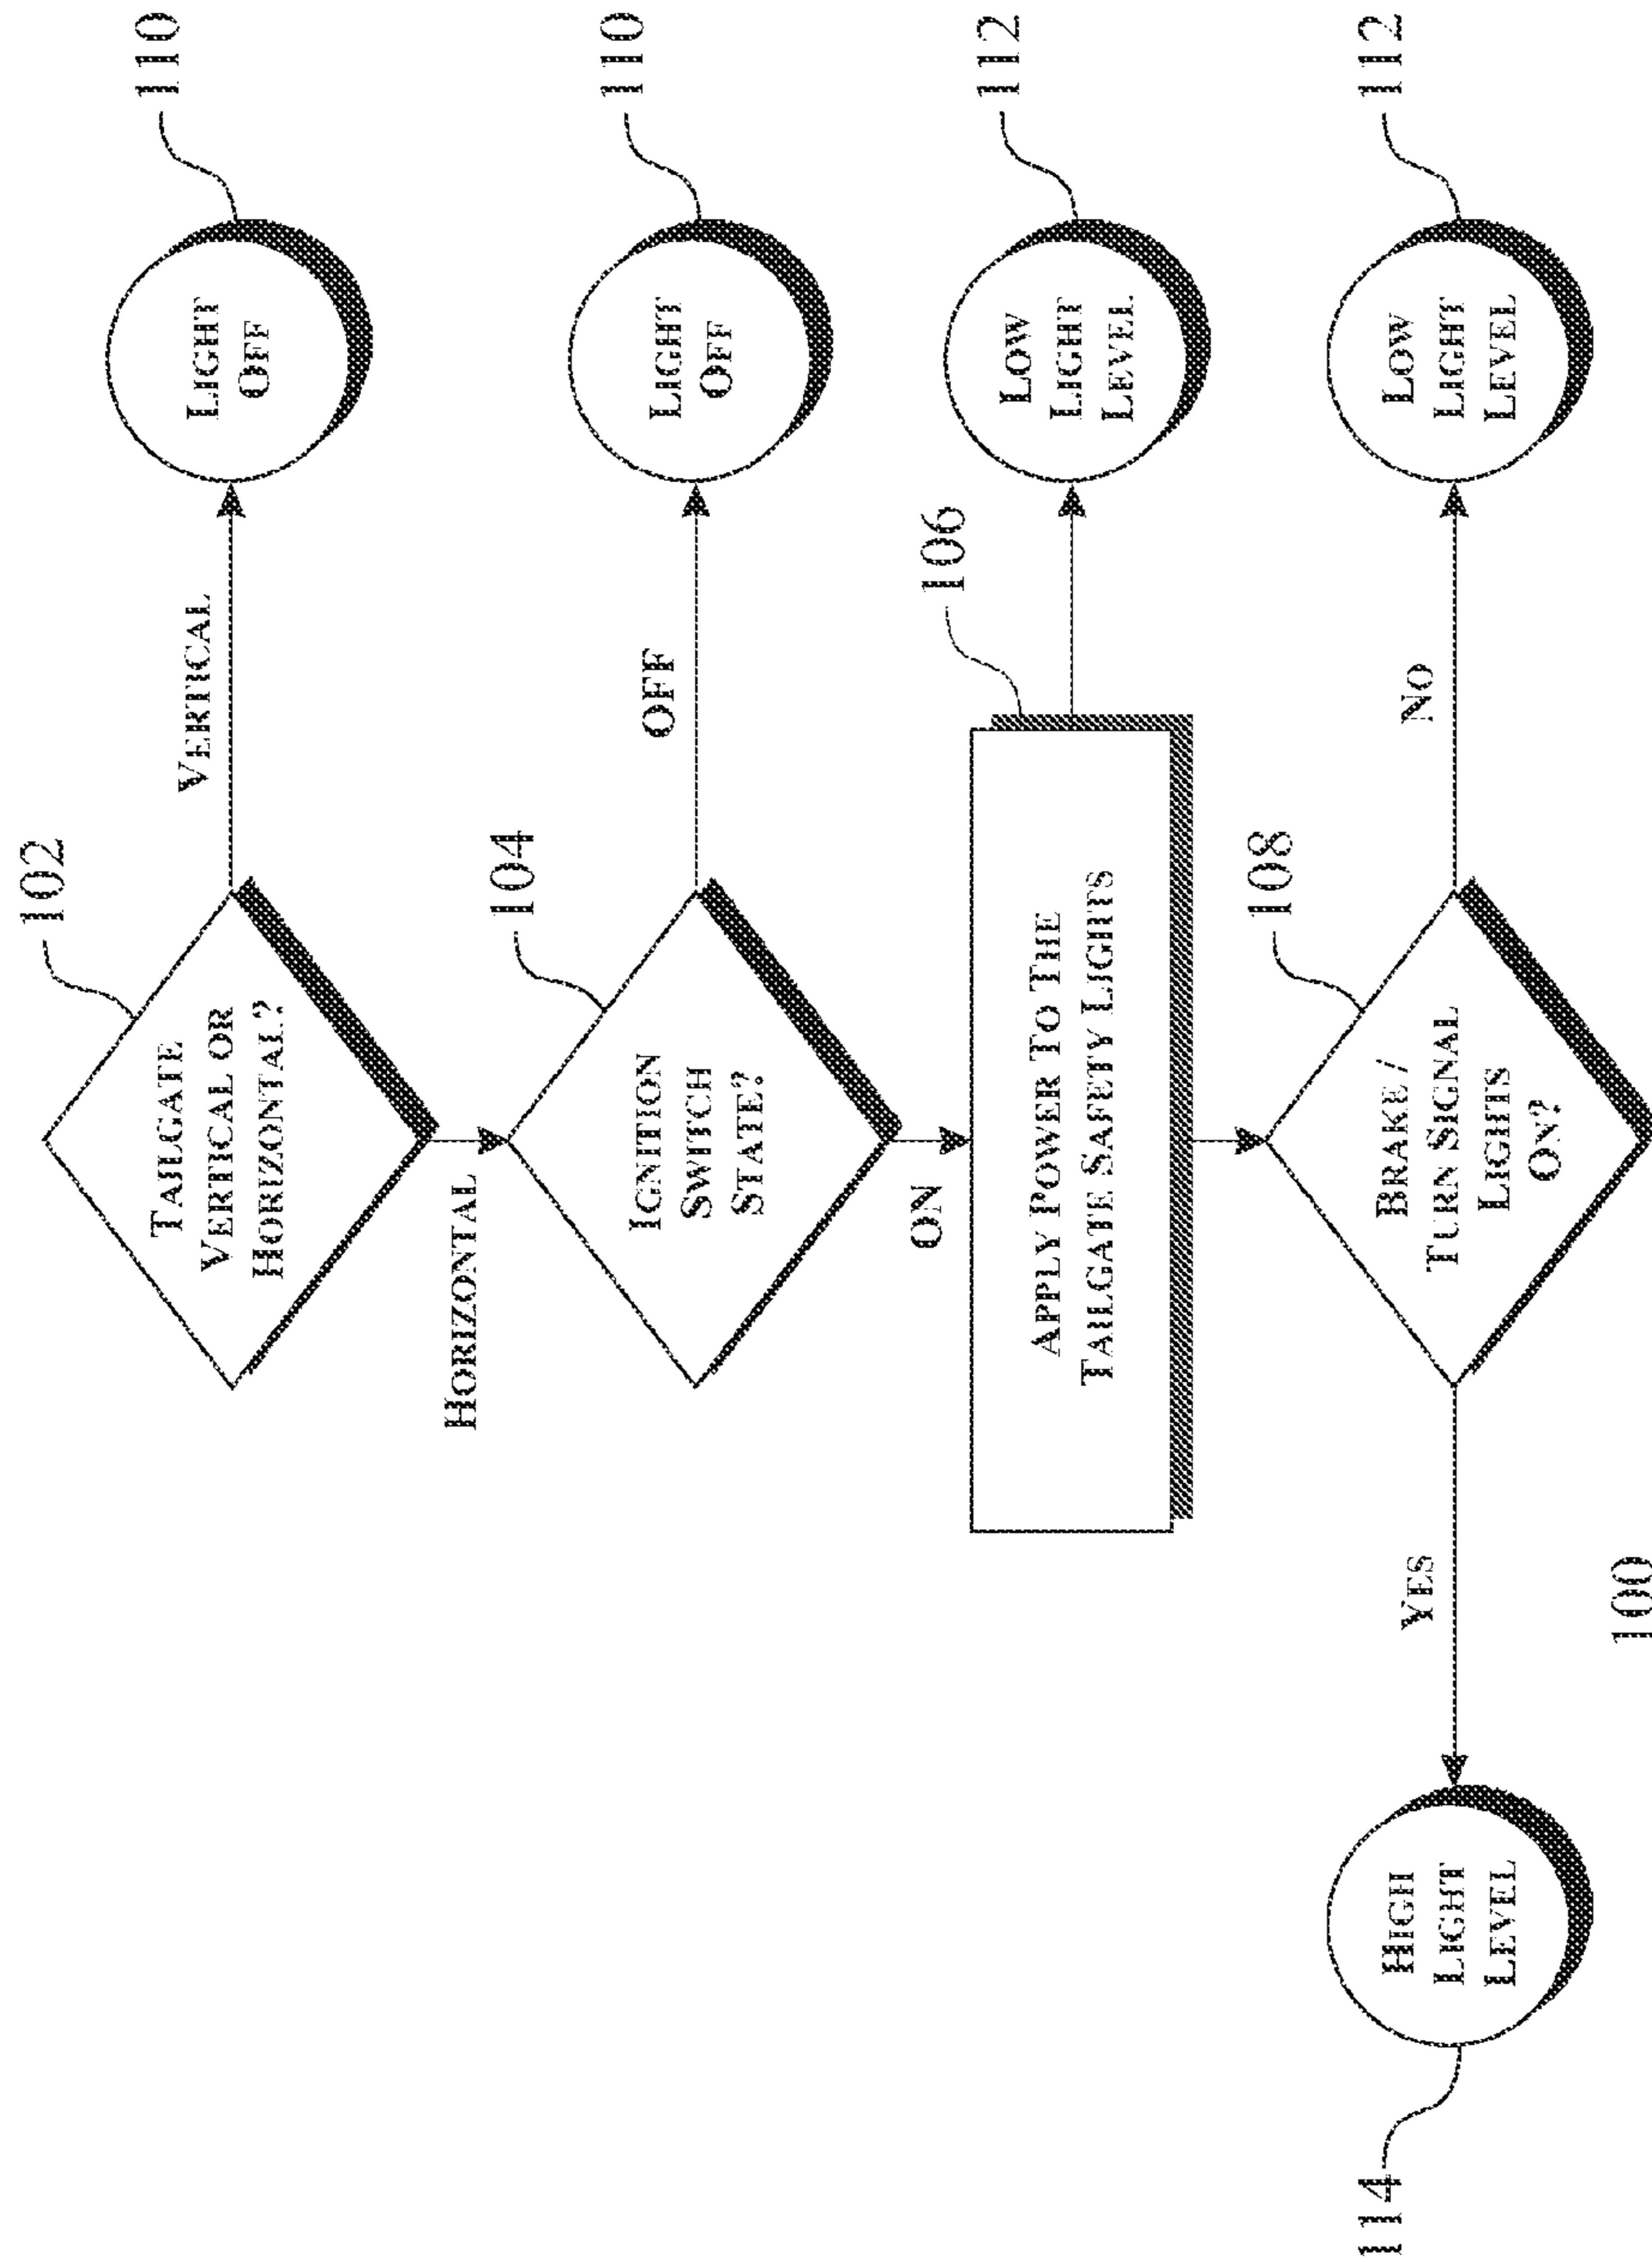 102
TAILGATE
VERTICAL OR
HORIZONTAL?
VERTICAL
LIGHT
OFF
110
HORIZONTAL
104
IGNITION
SWITCH
STATE?
OFF
LIGHT
OFF
110
ON
106
APPLY POWER TO THE
TAILGATE SAFETY LIGHTS
LOW
LIGHT
LEVEL
112
108
BRAKE /
TURN SIGNAL
LIGHTS
ON?
NO
LOW
LIGHT
LEVEL
112
YES
HIGH
LIGHT
LEVEL
114
100